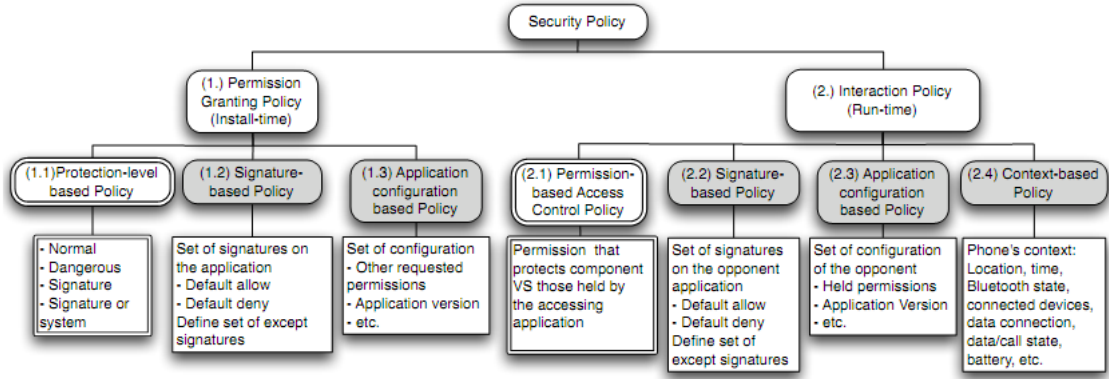 Security Policy
(1.) Permission
Granting Policy
(Install-time)
(2.) Interaction Policy
(Run-time)
(1.1)Protection-level
based Policy
(1.2) Signature-
based Policy
(1.3) Application
configuration
based Policy
(2.1) Permission-
based Access
Control Policy
(2.2) Signature-
based Policy
(2.3) Application
configuration
based Policy
(2.4) Context-based
Policy
- Normal
- Dangerous
- Signature
- Signature or
system
Set of signatures on
the application
- Default allow
- Default deny
Define set of except
signatures
Set of configuration
- Other requested
permissions
- Application version
- etc.
Permission that
protects component
VS those held by
the accessing
application
Set of signatures
on the opponent
application
- Default allow
- Default deny
Define set of
except signatures
Set of configuration
of the opponent
- Held permissions
- Application Version
- etc.
Phone's context:
Location, time,
Bluetooth state,
connected devices,
data connection,
data/call state,
battery, etc.